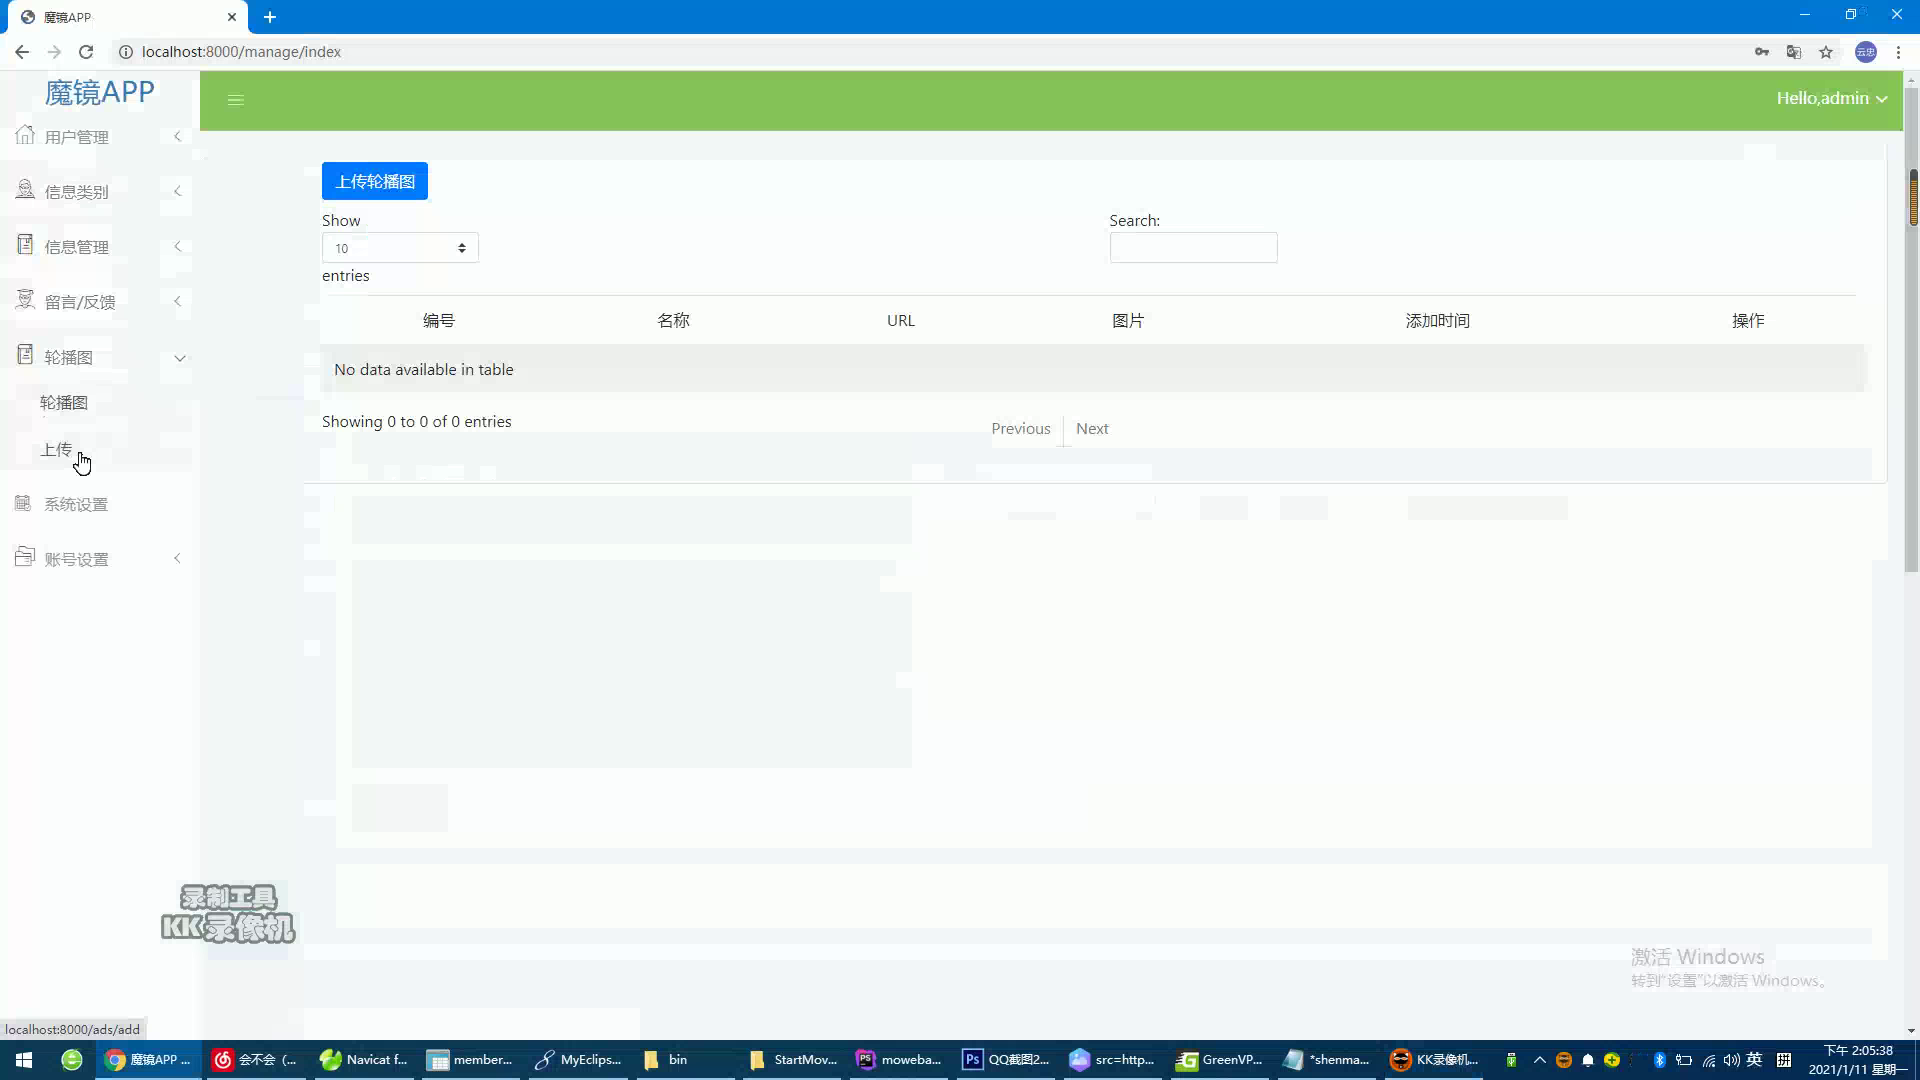 魔镜APP
localhost:8000/manage/index
云忠
魔镜APP
Hello,admin
用户管理
信息类别
信息管理
留言/反馈
轮播图
轮播图
上传
系统设置
账号设置
上传轮播图
Show
10
entries
Search:
编号 名称 URL 图片 添加时间 操作
No data available in table
Showing 0 to 0 of 0 entries
Previous Next
录制工具
KK录像机
激活 Windows
转到"设置"以激活 Windows。
localhost:8000/ads/add
魔镜APP ...
会不会（...
Navicat f...
member...
MyEclips...
bin
StartMov...
moweba...
QQ截图2...
src=http...
GreenVP...
*shenma...
KK录像机...
英
拼
下午 2:05:38
2021/1/11 星期一